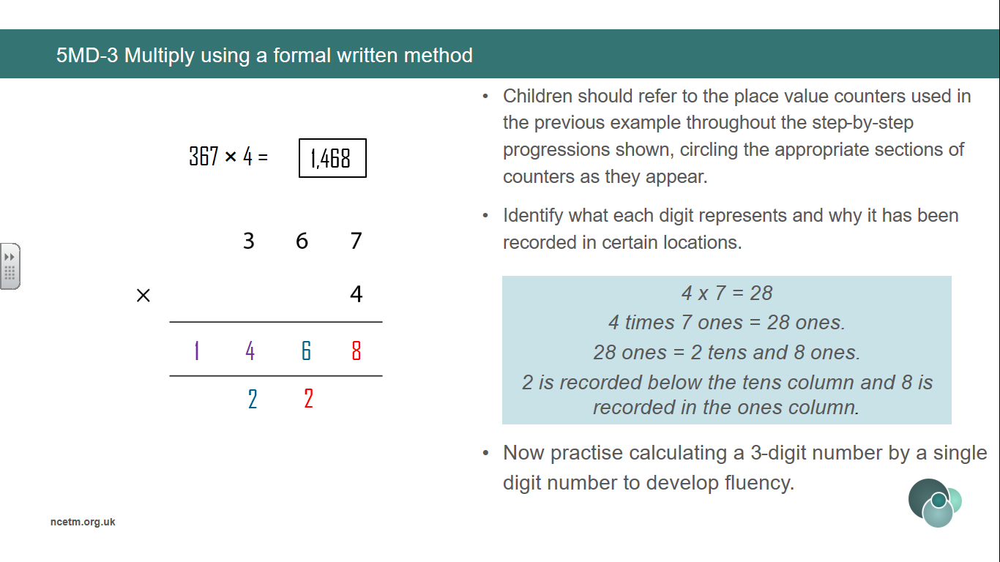 5MD-3 Multiply using a formal written method
367 × 4 = 1,468
3 6 7
× 4
1 4 6 8
2 2
• Children should refer to the place value counters used in
the previous example throughout the step-by-step
progressions shown, circling the appropriate sections of
counters as they appear.
• Identify what each digit represents and why it has been
recorded in certain locations.
4 x 7 = 28
4 times 7 ones = 28 ones.
28 ones = 2 tens and 8 ones.
2 is recorded below the tens column and 8 is
recorded in the ones column.
• Now practise calculating a 3-digit number by a single
digit number to develop fluency.
ncetm.org.uk